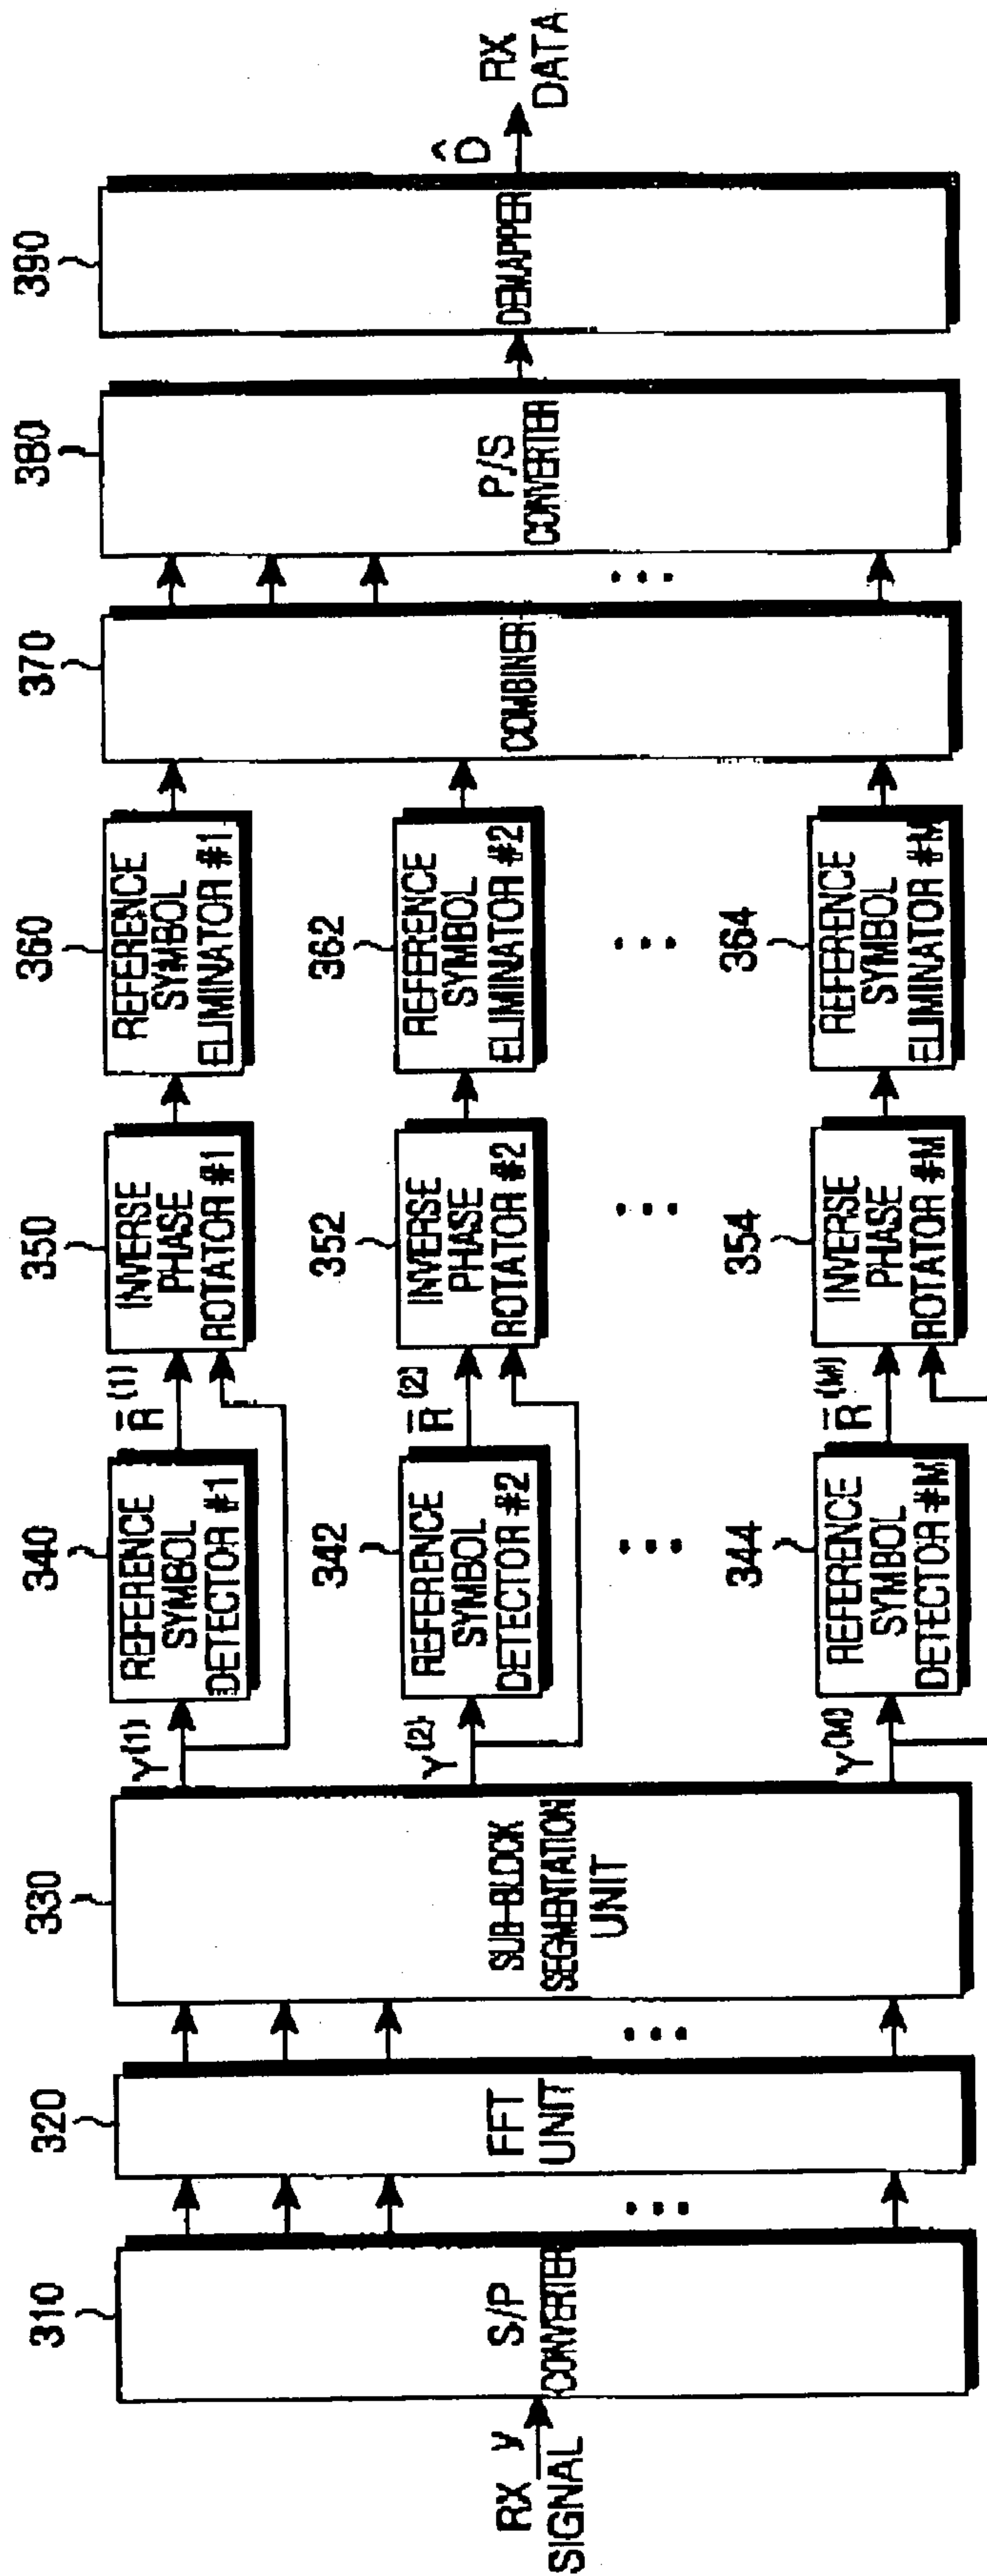 RX y
SIGNAL
310
S/P
CONVERTER
320
FFT
UNIT
330
SUB-BLOCK
SEGMENTATION
UNIT
Y(1)
340
REFERENCE
SYMBOL
DETECTOR #1
R̄(1)
350
INVERSE
PHASE
ROTATOR #1
360
REFERENCE
SYMBOL
ELIMINATOR #1
Y(2)
342
REFERENCE
SYMBOL
DETECTOR #2
R̄(2)
352
INVERSE
PHASE
ROTATOR #2
362
REFERENCE
SYMBOL
ELIMINATOR #2
Y(M)
344
REFERENCE
SYMBOL
DETECTOR #M
R̄(M)
354
INVERSE
PHASE
ROTATOR #M
364
REFERENCE
SYMBOL
ELIMINATOR #M
370
COMBINER
380
P/S
CONVERTER
390
DEMAPPER
D̂
RX
DATA